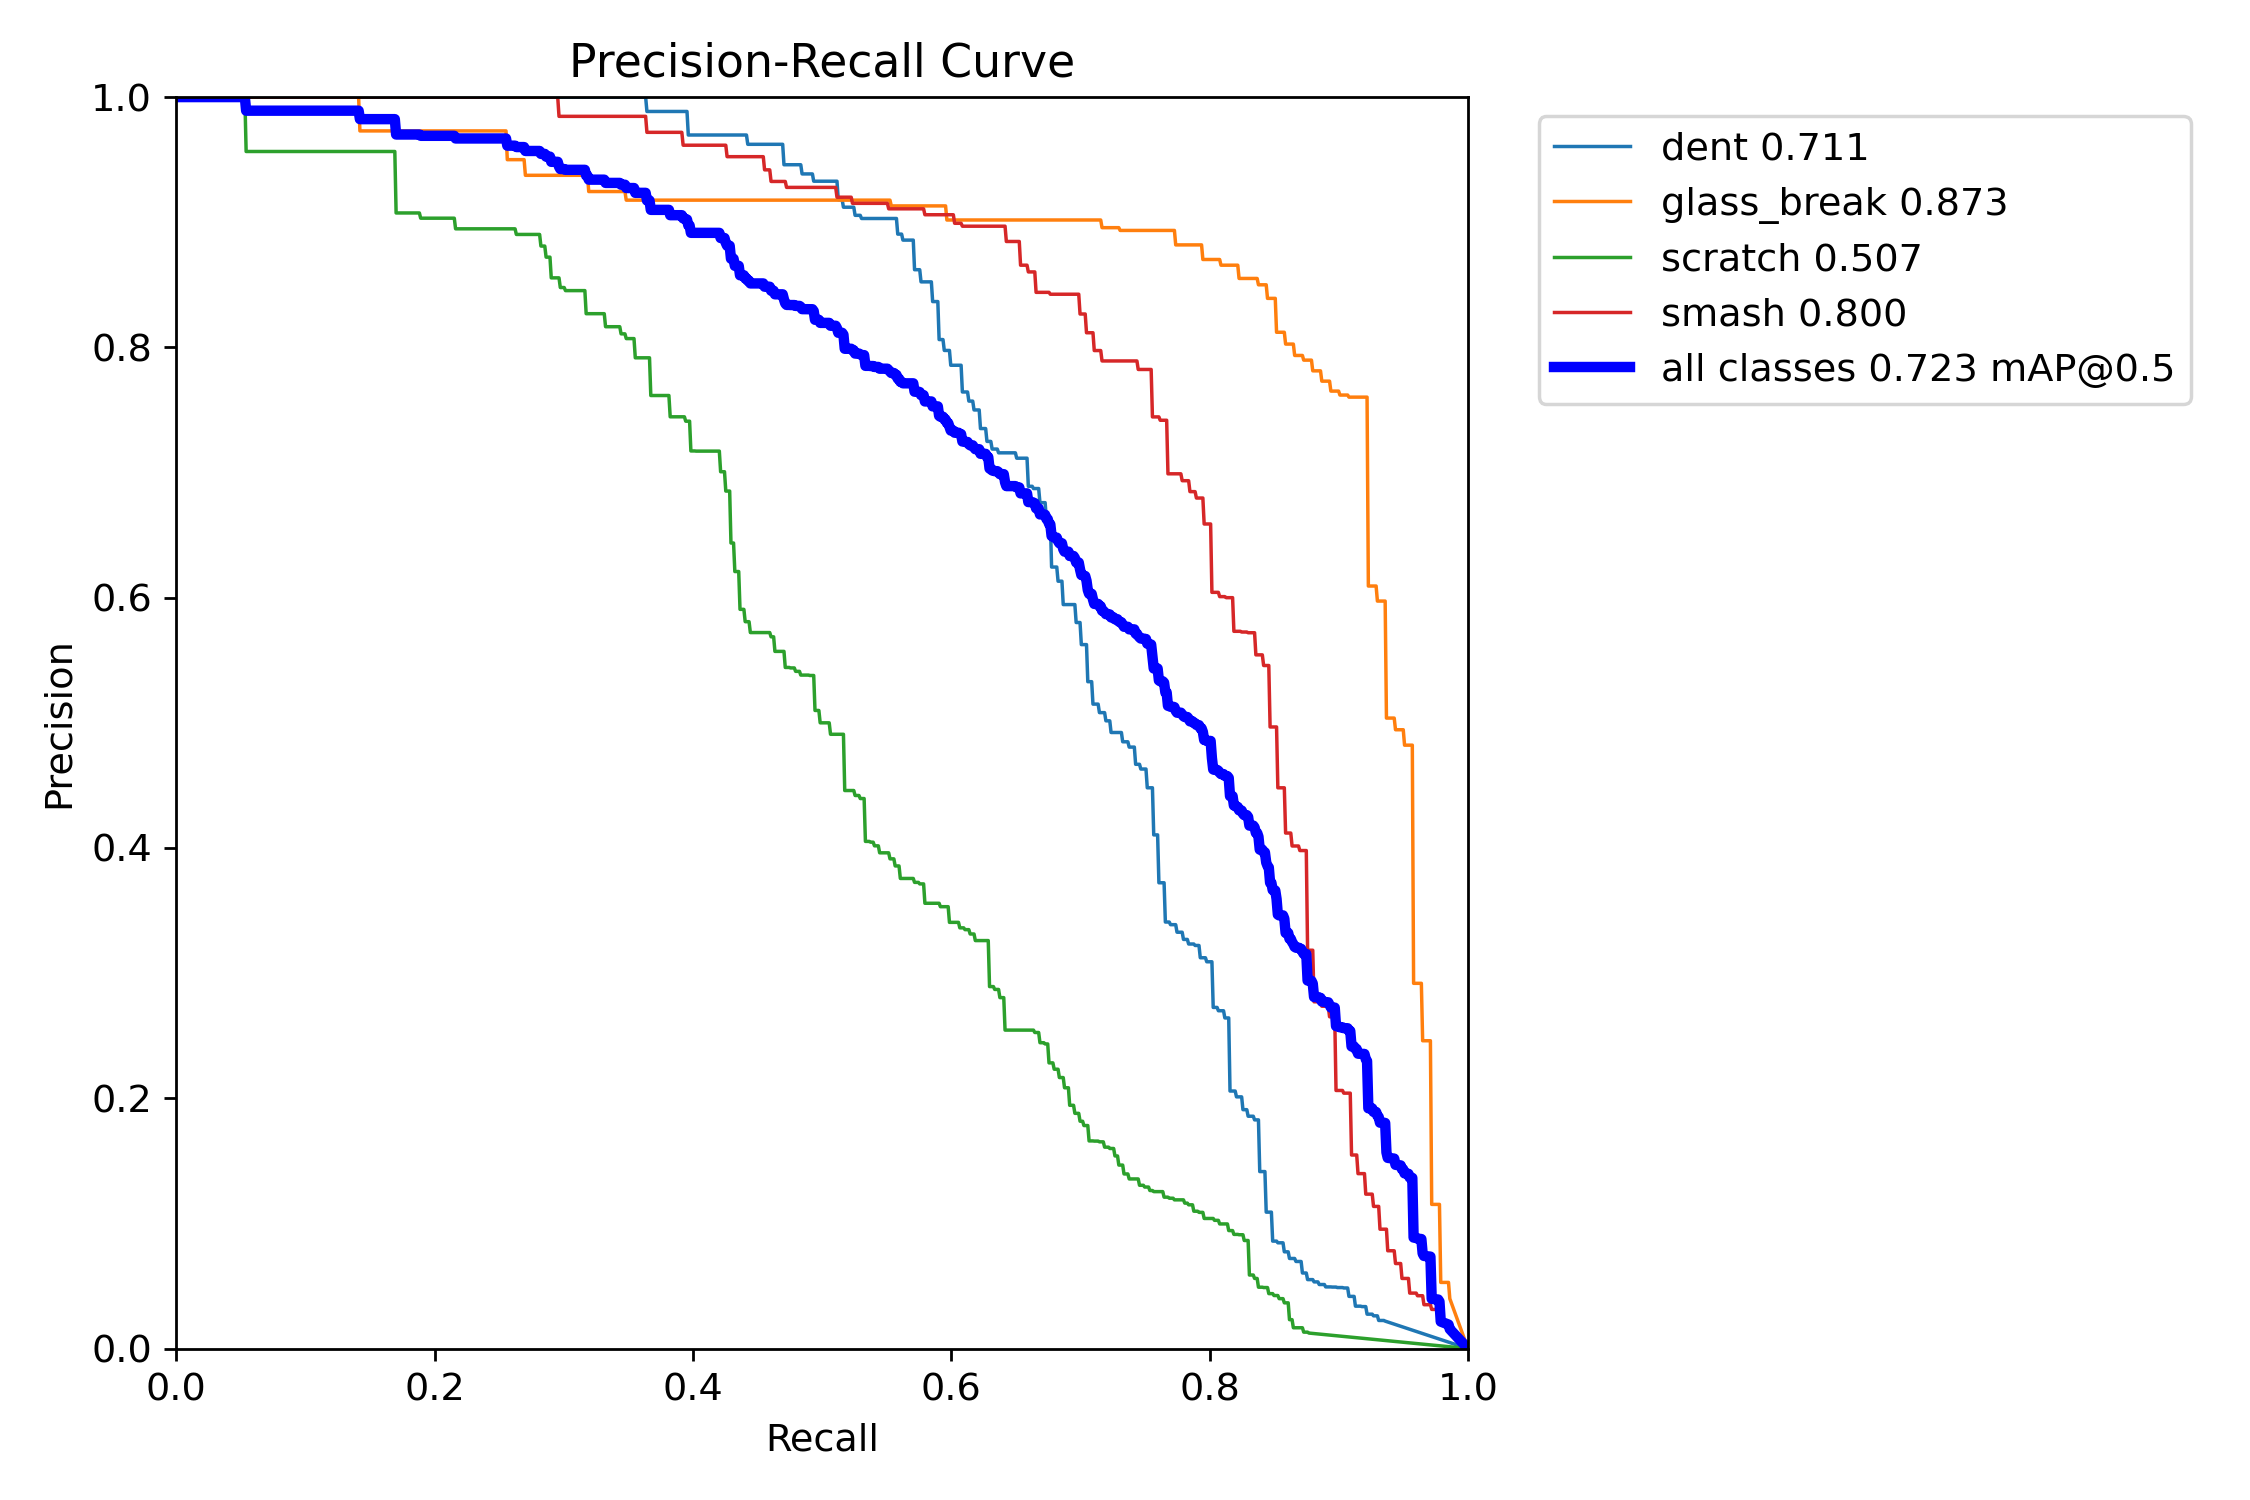 Precision-Recall Curve
1.0
0.8
0.6
0.4
0.2
0.0
Precision
0.0 0.2 0.4 0.6 0.8 1.0
Recall
dent 0.711
glass_break 0.873
scratch 0.507
smash 0.800
all classes 0.723 mAP@0.5